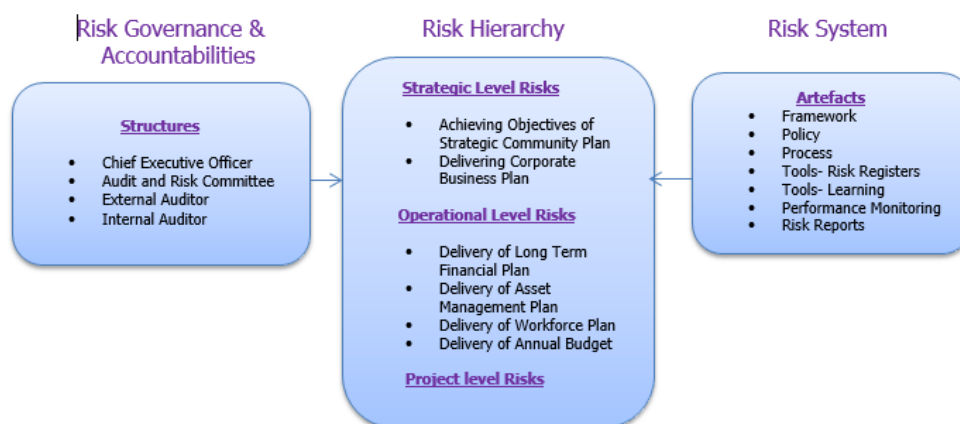 Risk Governance &
Accountabilities
Structures
• Chief Executive Officer
• Audit and Risk Committee
• External Auditor
• Internal Auditor
Risk Hierarchy
Strategic Level Risks
• Achieving Objectives of
Strategic Community Plan
• Delivering Corporate
Business Plan
Operational Level Risks
• Delivery of Long Term
Financial Plan
• Delivery of Asset
Management Plan
• Delivery of Workforce Plan
• Delivery of Annual Budget
Project level Risks
Risk System
Artefacts
• Framework
• Policy
• Process
• Tools- Risk Registers
• Tools- Learning
• Performance Monitoring
• Risk Reports